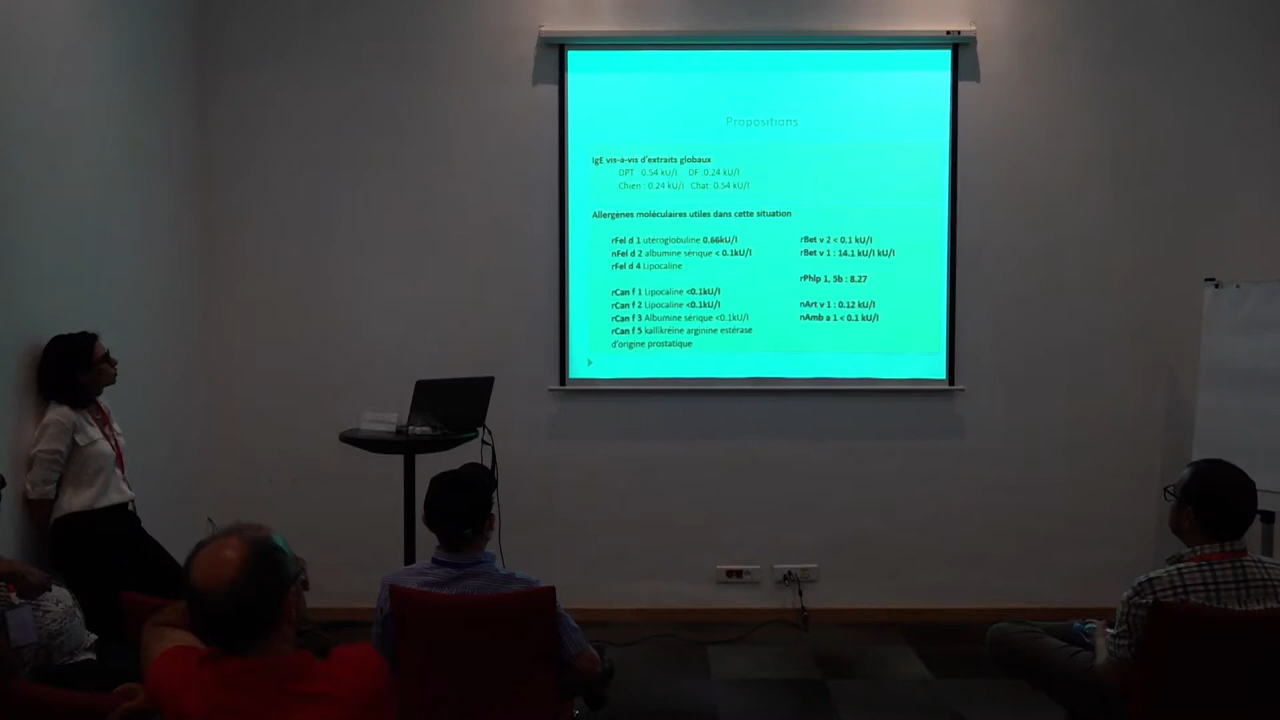 Propositions
IgE vis-a-vis d'extraits globaux
DPT : 0.54 kU/l DF :0.24 kU/l
Chien : 0.24 kU/l Chat: 0.54 kU/l
Allergènes moléculaires utiles dans cette situation
rFel d 1 uteroglobuline 0.66kU/l
nFel d 2 albumine sérique < 0.1kU/l
rFel d 4 Lipocaline
rCan f 1 Lipocaline <0.1kU/l
rCan f 2 Lipocaline <0.1kU/l
rCan f 3 Albumine sérique <0.1kU/l
rCan f 5 kallikréine arginine estérase
d'origine prostatique
rBet v 2 < 0.1 kU/l
rBet v 1 : 14.1 kU/l kU/l
rPhlp 1, 5b : 8.27
nArt v 1 : 0.12 kU/l
nAmb a 1 < 0.1 kU/l